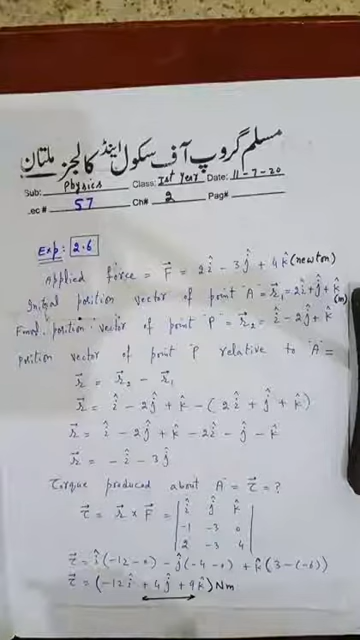 مسلم گروپ آف سکول اینڈ کالجز ملتان
Sub: Physics Class: Ist Year Date: 11-7-20
Lec # 57 Ch# 2 Pag#
Exp: 2.6
Applied force = F⃗ = 2î - 3ĵ + 4k̂ (newton)
Initial position vector of point "A" = r⃗₁ = 2î + ĵ + k̂ (m)
Final position vector of point "P" = r⃗₂ = î - 2ĵ + k̂
Position vector of point "P" relative to "A" =
r⃗ = r⃗₂ - r⃗₁
r⃗ = î - 2ĵ + k̂ - (2î + ĵ + k̂)
r⃗ = î - 2ĵ + k̂ - 2î - ĵ - k̂
r⃗ = - î - 3ĵ
Torque produced about A = τ⃗ = ?
τ⃗ = r⃗ × F⃗ = | î ĵ k̂ |
| -1 -3 0 |
| 2 -3 4 |
τ⃗ = î(-12 - 0) - ĵ(-4 - 0) + k̂(3 - (-6))
τ⃗ = (-12î + 4ĵ + 9k̂) Nm